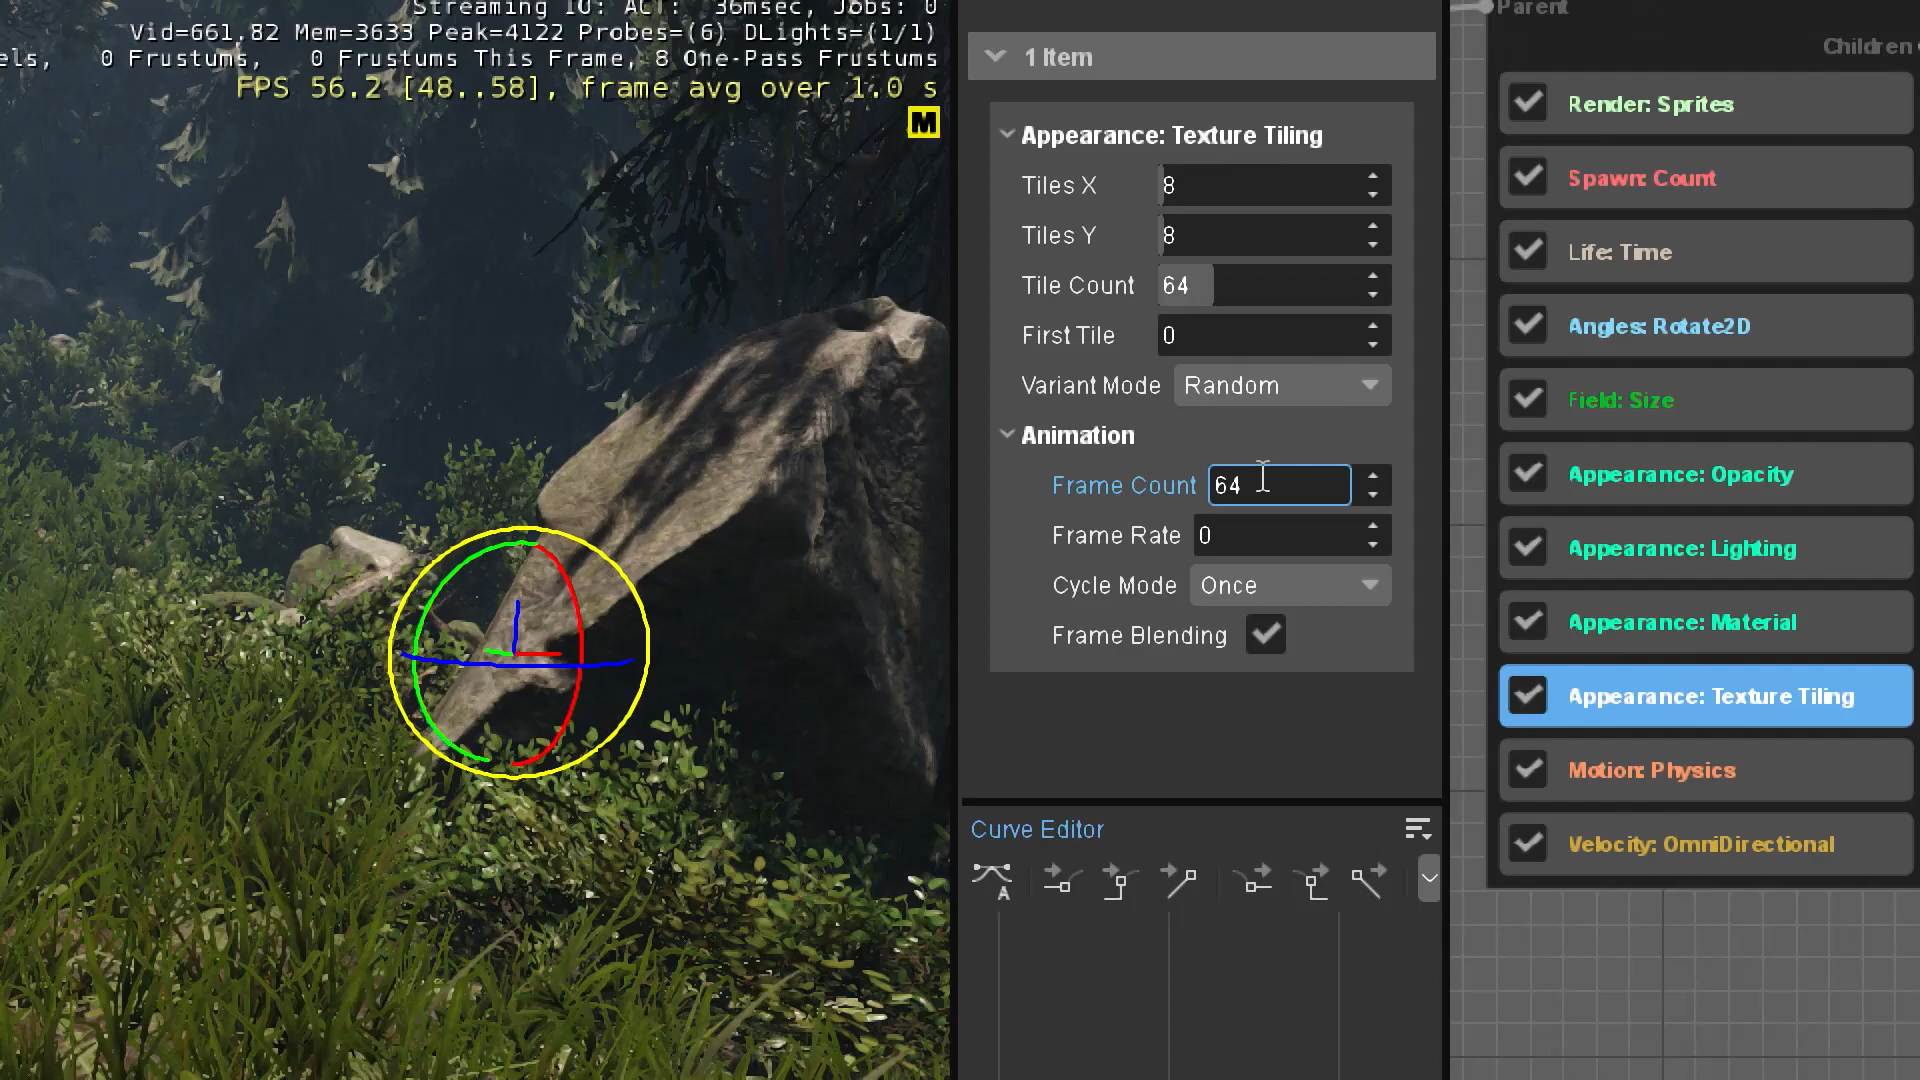 Streaming IO: ACT: 36msec, Jobs: 0
Vid=661.82 Mem=3633 Peak=4122 Probes=(6) DLights=(1/1)
els, 0 Frustums, 0 Frustums This Frame, 8 One-Pass Frustums
FPS 56.2 [48..58], frame avg over 1.0 s
M
1 Item
Appearance: Texture Tiling
Tiles X 8
Tiles Y 8
Tile Count 64
First Tile 0
Variant Mode Random
Animation
Frame Count 64
Frame Rate 0
Cycle Mode Once
Frame Blending
Curve Editor
A
Parent
Children
Render: Sprites
Spawn: Count
Life: Time
Angles: Rotate2D
Field: Size
Appearance: Opacity
Appearance: Lighting
Appearance: Material
Appearance: Texture Tiling
Motion: Physics
Velocity: OmniDirectional